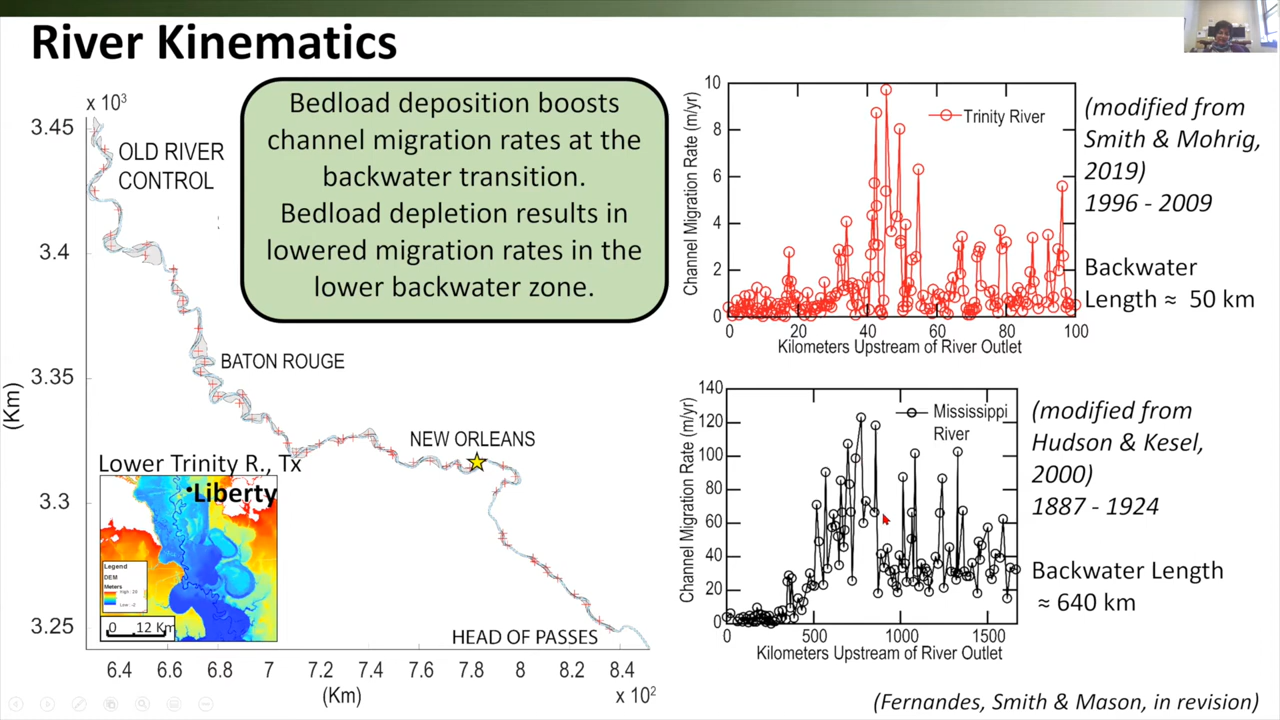 River Kinematics
x 10³
3.45
3.4
3.35
3.3
3.25
(Km)
OLD RIVER
CONTROL
BATON ROUGE
NEW ORLEANS
HEAD OF PASSES
6.4 6.6 6.8 7 7.2 7.4 7.6 7.8 8 8.2 8.4
(Km)
x 10²
Bedload deposition boosts
channel migration rates at the
backwater transition.
Bedload depletion results in
lowered migration rates in the
lower backwater zone.
Lower Trinity R., Tx
Liberty
Legend
DEM
Meters
High : 20
Low : -2
0 12 Km
10
8
6
4
2
0
Channel Migration Rate (m/yr)
Trinity River
0 20 40 60 80 100
Kilometers Upstream of River Outlet
(modified from
Smith & Mohrig,
2019)
1996 - 2009
Backwater
Length ≈ 50 km
140
120
100
80
60
40
20
0
Channel Migration Rate (m/yr)
Mississippi
River
0 500 1000 1500
Kilometers Upstream of River Outlet
(modified from
Hudson & Kesel,
2000)
1887 - 1924
Backwater Length
≈ 640 km
(Fernandes, Smith & Mason, in revision)